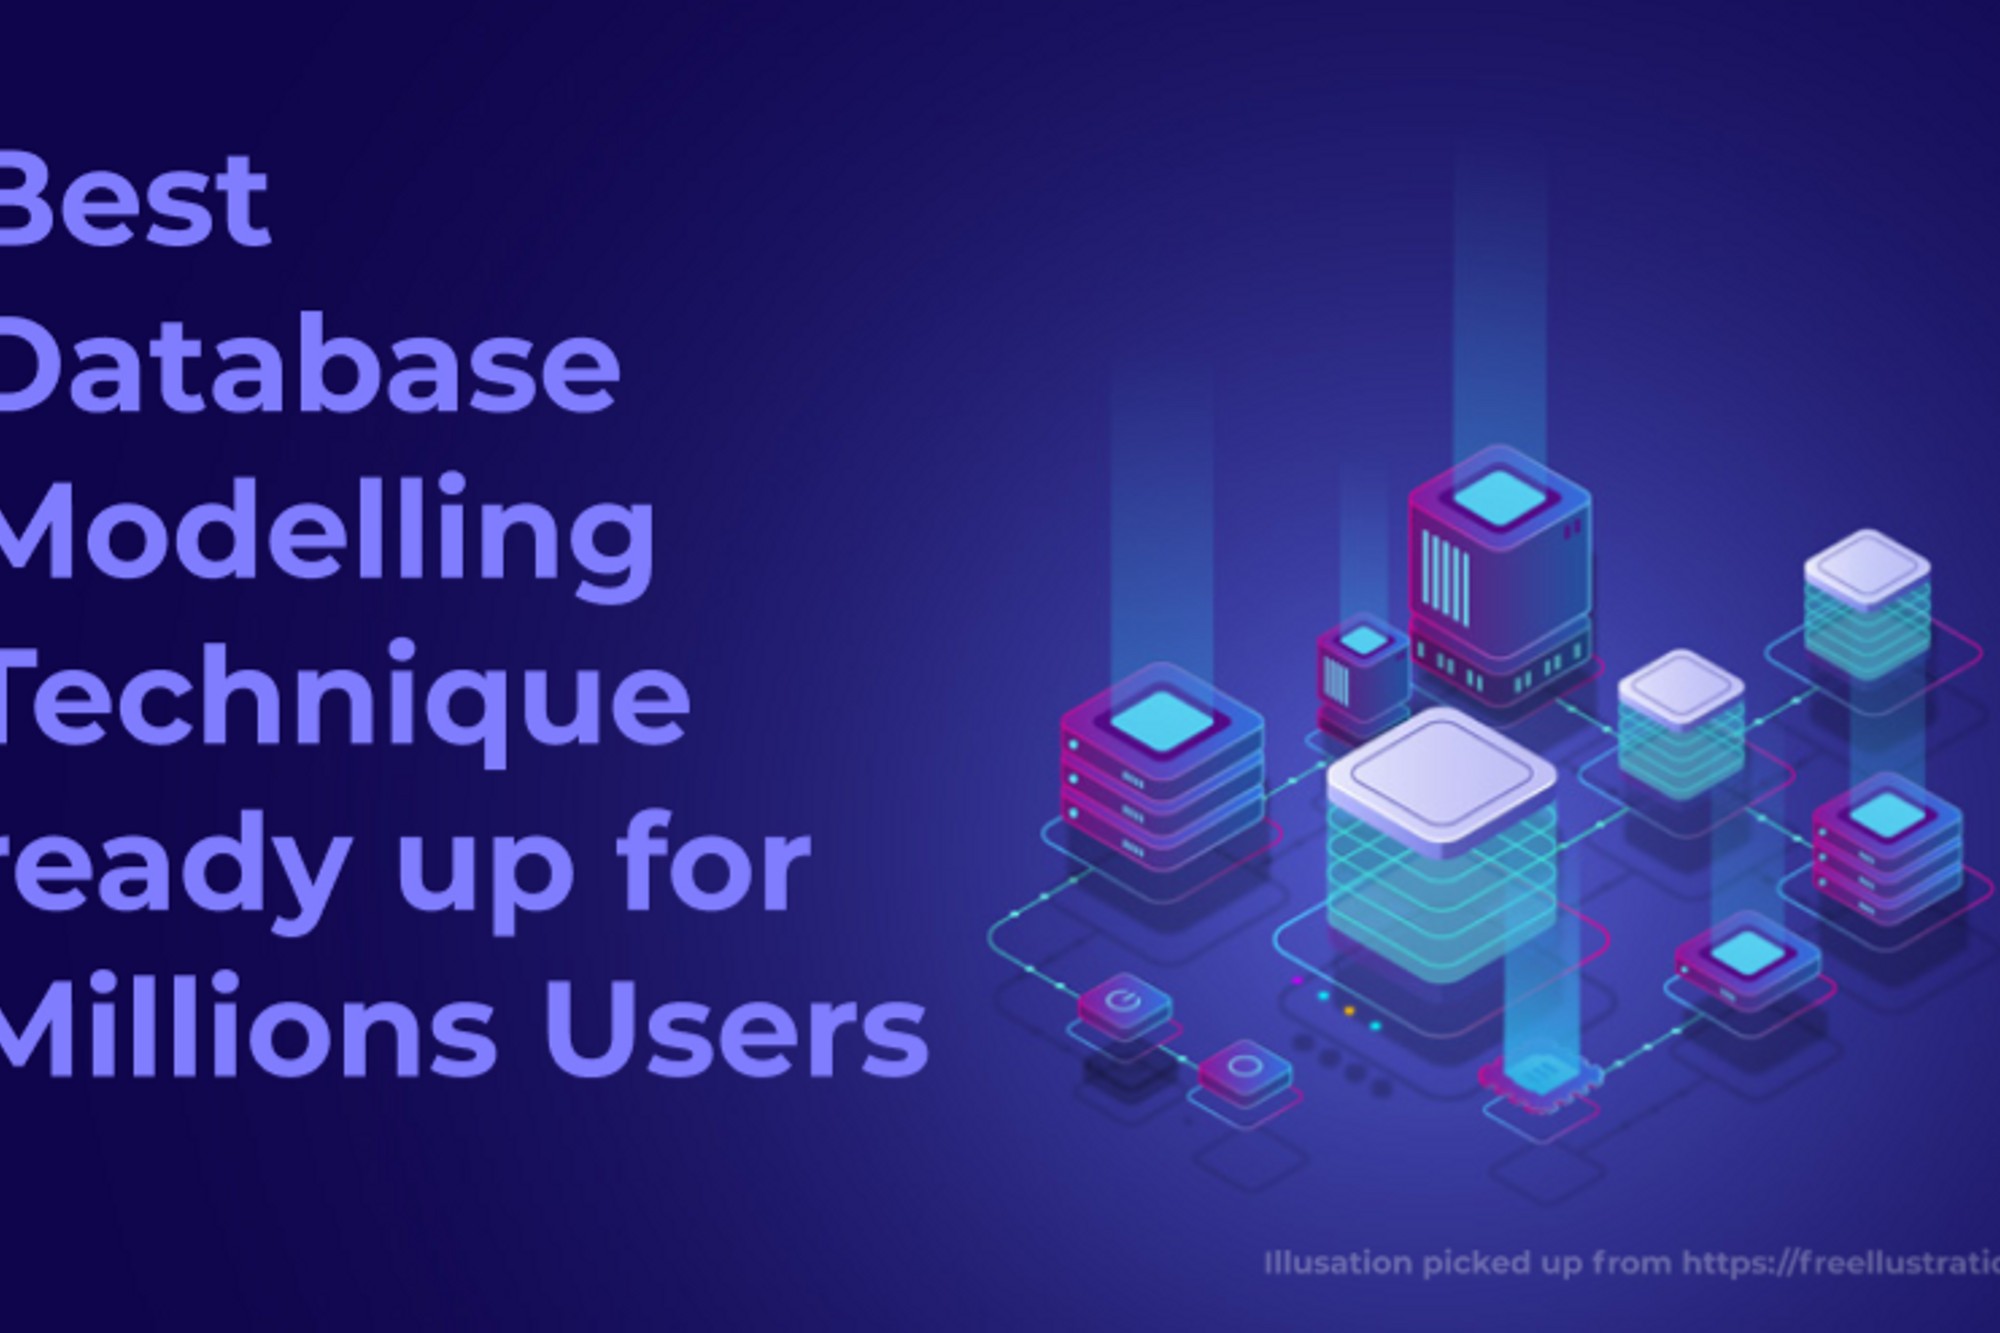 Best
Database
Modelling
Technique
ready up for
Millions Users
Illusation picked up from https://freellustratio